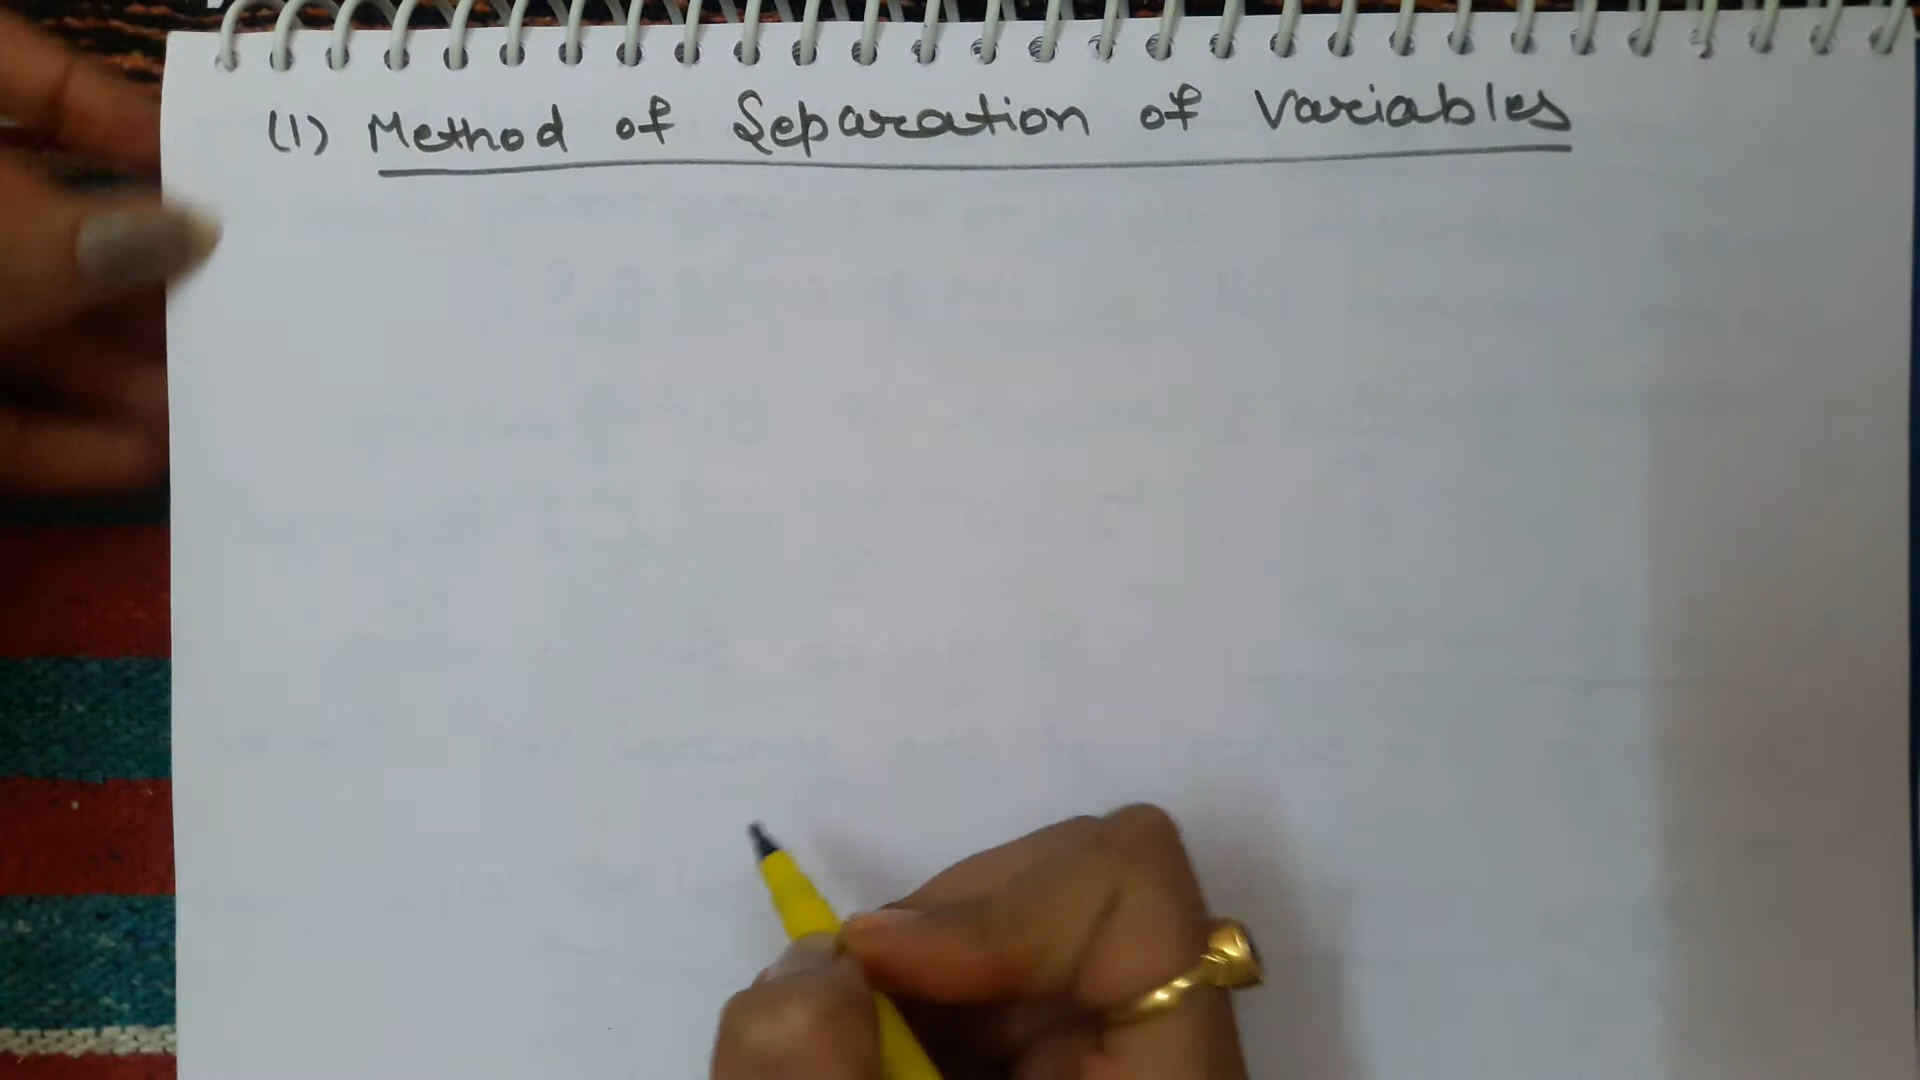 (1) Method of Separation of Variables